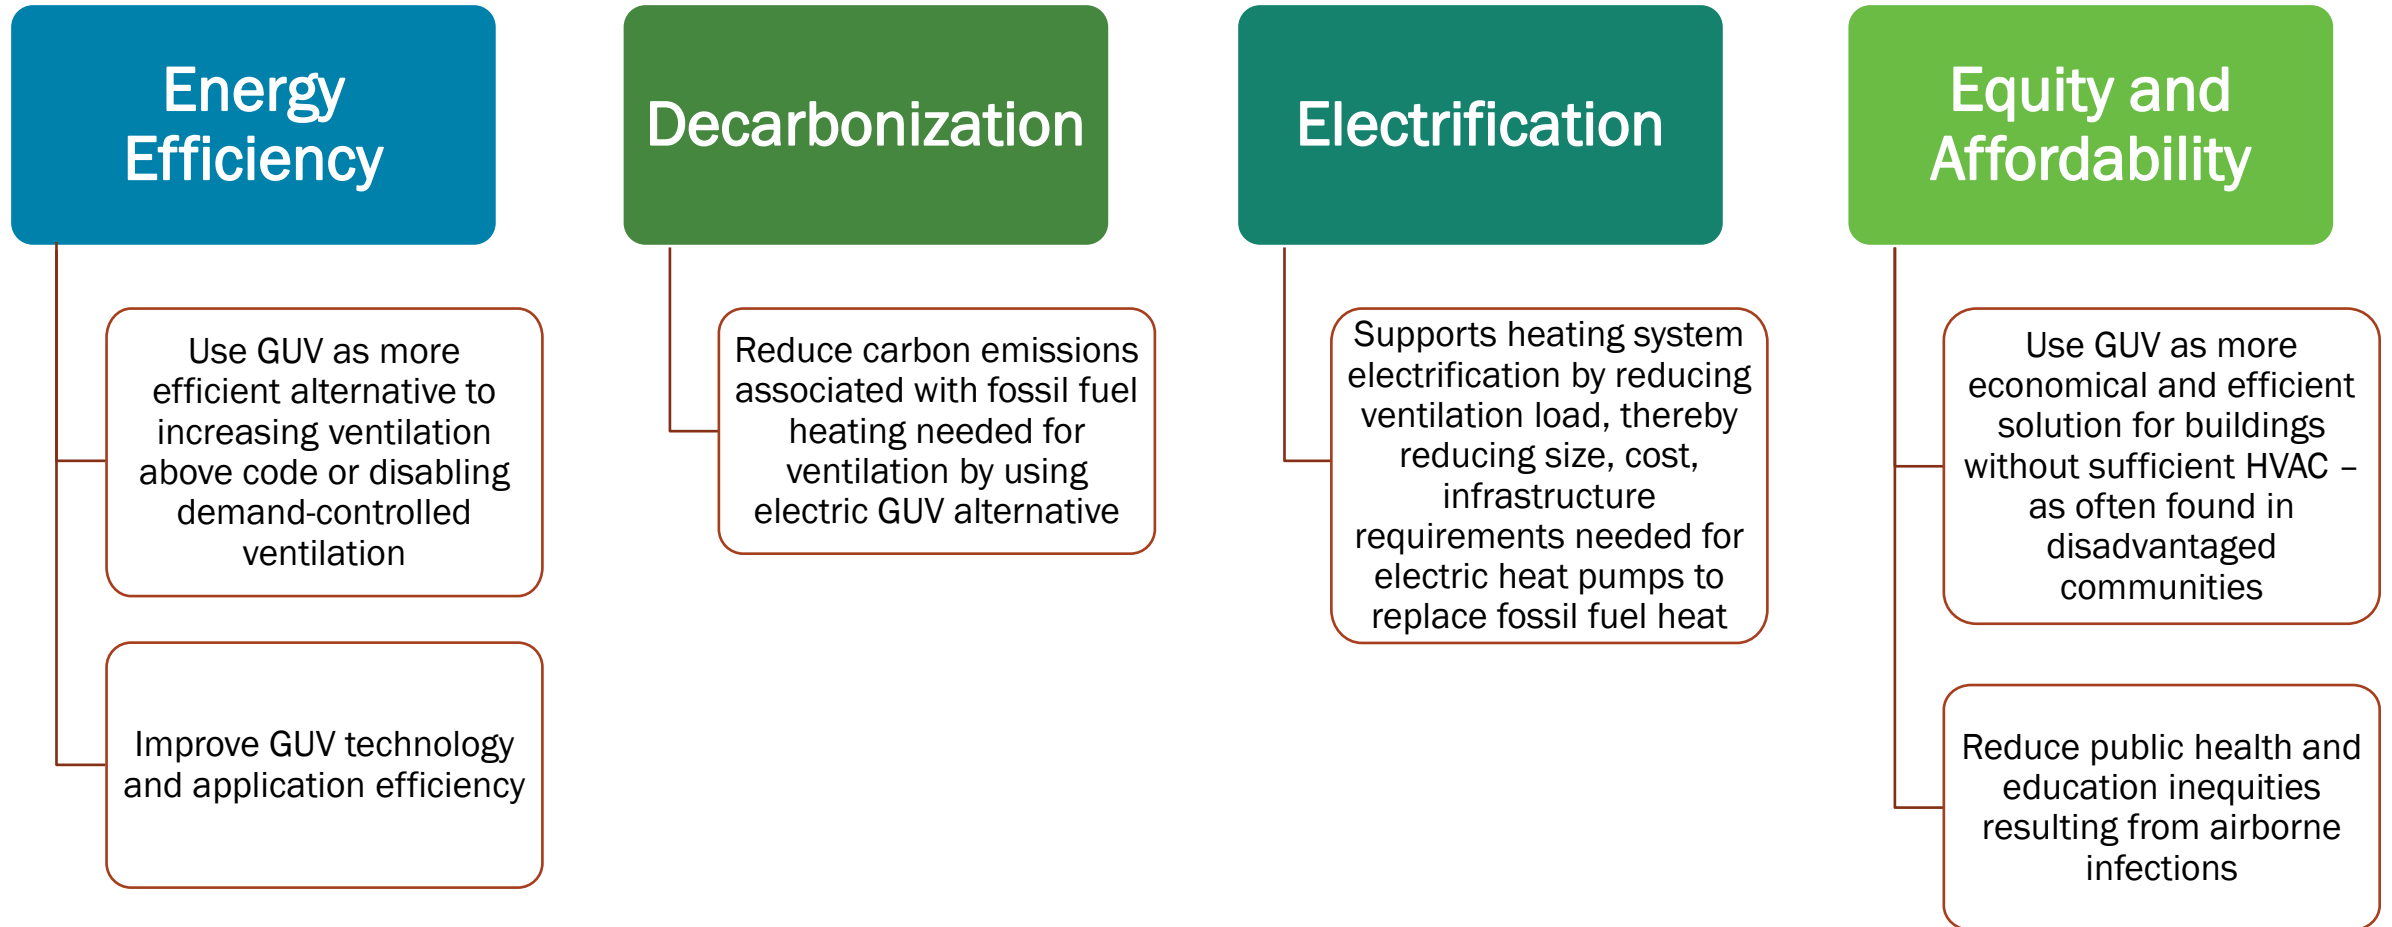 Energy
Efficiency
Use GUV as more
efficient alternative to
increasing ventilation
above code or disabling
demand-controlled
ventilation
Improve GUV technology
and application efficiency
Decarbonization
Reduce carbon emissions
associated with fossil fuel
heating needed for
ventilation by using
electric GUV alternative
Electrification
Supports heating system
electrification by reducing
ventilation load, thereby
reducing size, cost,
infrastructure
requirements needed for
electric heat pumps to
replace fossil fuel heat
Equity and
Affordability
Use GUV as more
economical and efficient
solution for buildings
without sufficient HVAC –
as often found in
disadvantaged
communities
Reduce public health and
education inequities
resulting from airborne
infections